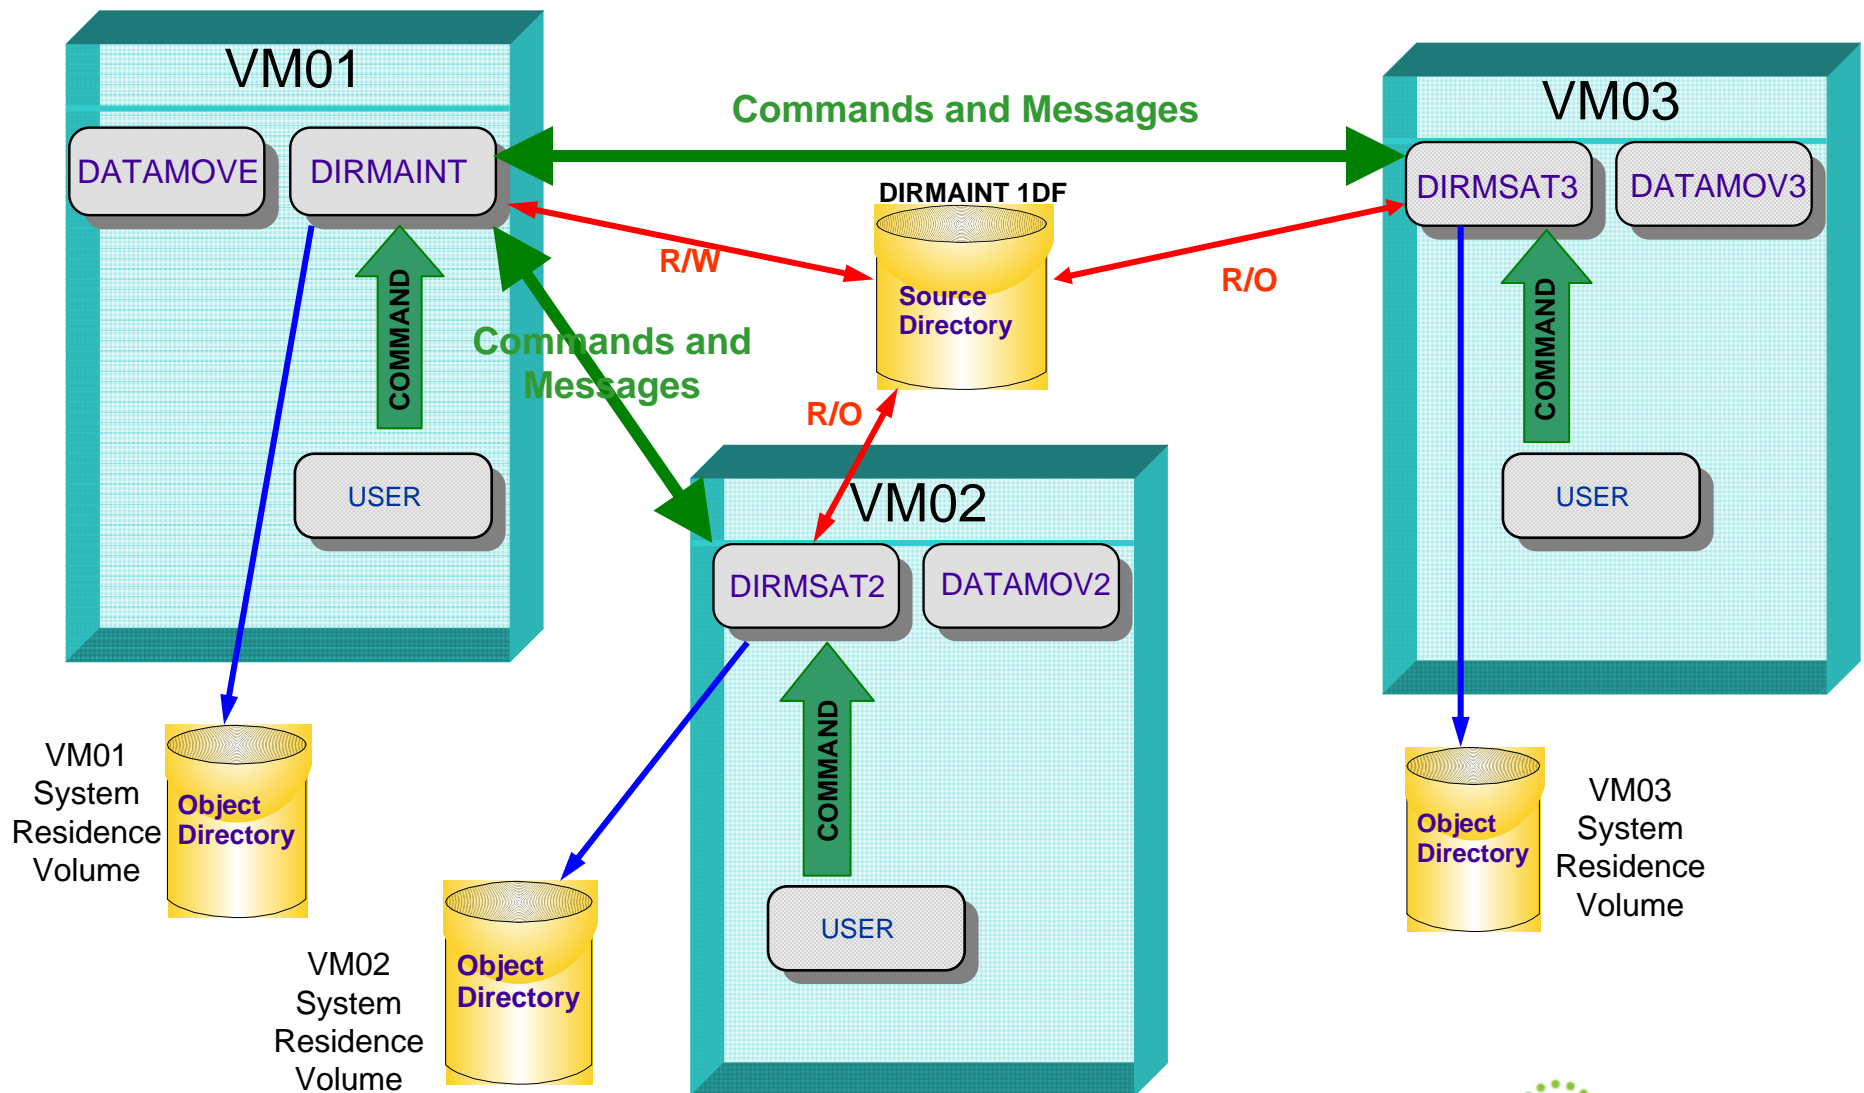 VM01
DATAMOVE
DIRMAINT
COMMAND
USER
Commands and Messages
DIRMAINT 1DF
Source
Directory
R/W
R/O
R/O
Commands and
Messages
VM03
DIRMSAT3
DATAMOV3
COMMAND
USER
VM02
DIRMSAT2
DATAMOV2
COMMAND
USER
VM01
System
Residence
Volume
Object
Directory
VM02
System
Residence
Volume
Object
Directory
Object
Directory
VM03
System
Residence
Volume